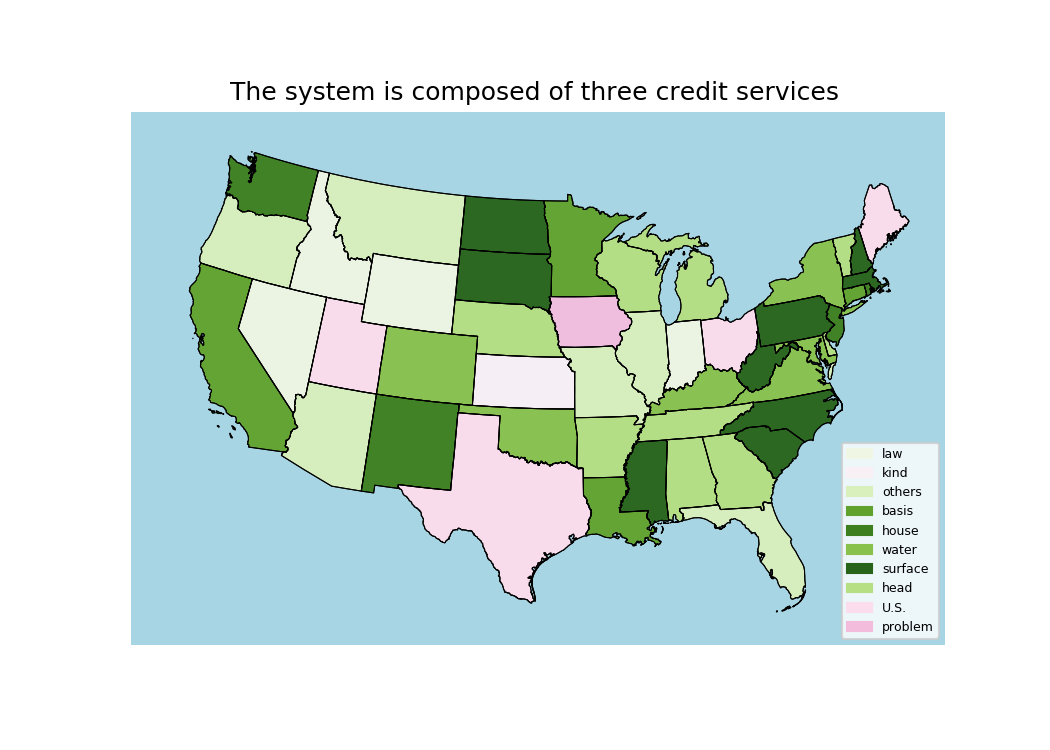 The system is composed of three credit services
law
kind
others
basis
house
water
surface
head
U.S.
problem